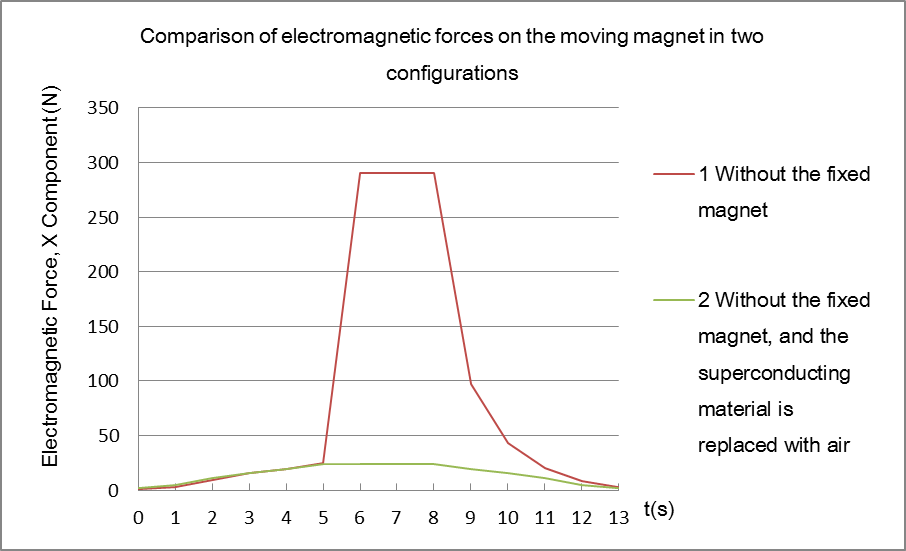 Comparison of electromagnetic forces on the moving magnet in two
configurations
Electromagnetic Force, X Component (N)
350
300
250
200
150
100
50
0
0 1 2 3 4 5 6 7 8 9 10 11 12 13
t(s)
1 Without the fixed
magnet
2 Without the fixed
magnet, and the
superconducting
material is
replaced with air